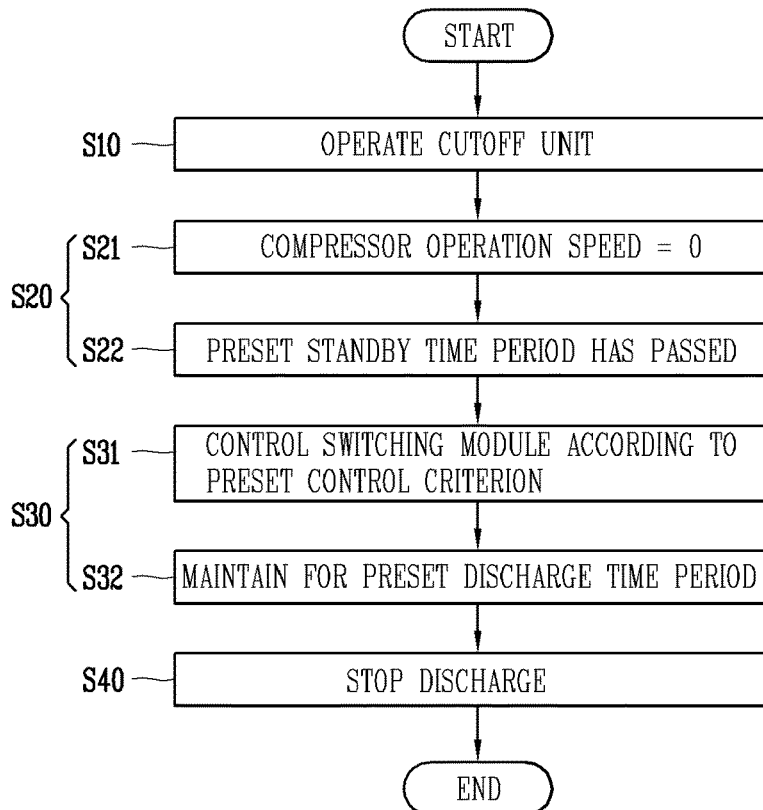 START
S10
OPERATE CUTOFF UNIT
S20
S21
COMPRESSOR OPERATION SPEED = 0
S22
PRESET STANDBY TIME PERIOD HAS PASSED
S30
S31
CONTROL SWITCHING MODULE ACCORDING TO
PRESET CONTROL CRITERION
S32
MAINTAIN FOR PRESET DISCHARGE TIME PERIOD
S40
STOP DISCHARGE
END